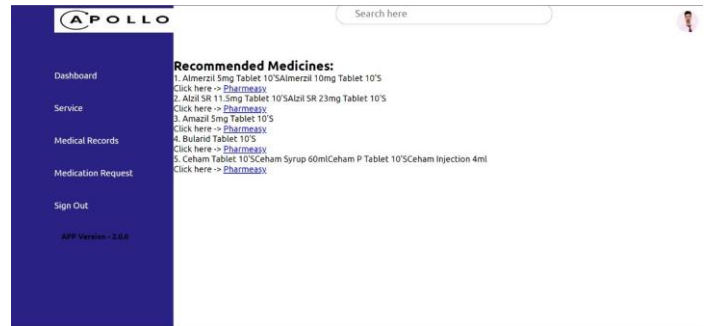 APOLLO
Search here
Dashboard
Service
Medical Records
Medication Request
Sign Out
APP Version - 2.0.0
Recommended Medicines:
1. Almerzil 5mg Tablet 10'SAlmerzil 10mg Tablet 10'S
Click here -> Pharmeasy
2. Alzil SR 11.5mg Tablet 10'SAlzil SR 23mg Tablet 10'S
Click here -> Pharmeasy
3. Amazil 5mg Tablet 10'S
Click here -> Pharmeasy
4. Bularid Tablet 10'S
Click here -> Pharmeasy
5. Ceham Tablet 10'SCeham Syrup 60mlCeham P Tablet 10'SCeham Injection 4ml
Click here -> Pharmeasy